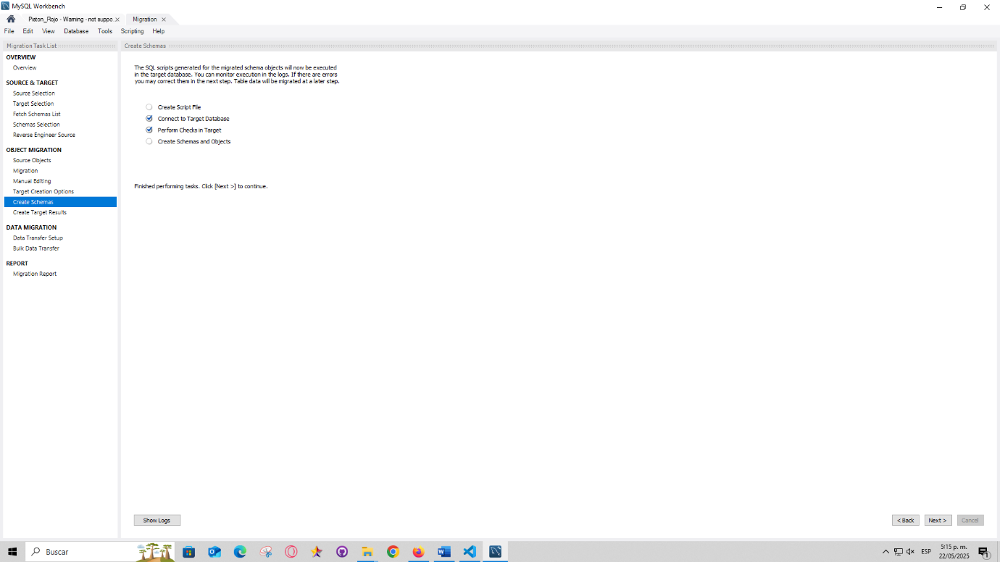 MySQL Workbench
Piston_Rojo - Warning - not suppo...
Migration
File Edit View Database Tools Scripting Help
Migration Task List
OVERVIEW
Overview
SOURCE & TARGET
Source Selection
Target Selection
Fetch Schemas List
Schemas Selection
Reverse Engineer Source
OBJECT MIGRATION
Source Objects
Migration
Manual Editing
Target Creation Options
Create Schemas
Create Target Results
DATA MIGRATION
Data Transfer Setup
Bulk Data Transfer
REPORT
Migration Report
Create Schemas
The SQL scripts generated for the migrated schema objects will now be executed
in the target database. You can monitor execution in the logs. If there are errors
you may correct them in the next step. Table data will be migrated at a later step.
Create Script File
Connect to Target Database
Perform Checks in Target
Create Schemas and Objects
Finished performing tasks. Click [Next >] to continue.
Show Logs
< Back Next > Cancel
Buscar
ESP
5:15 p. m.
22/05/2025
1